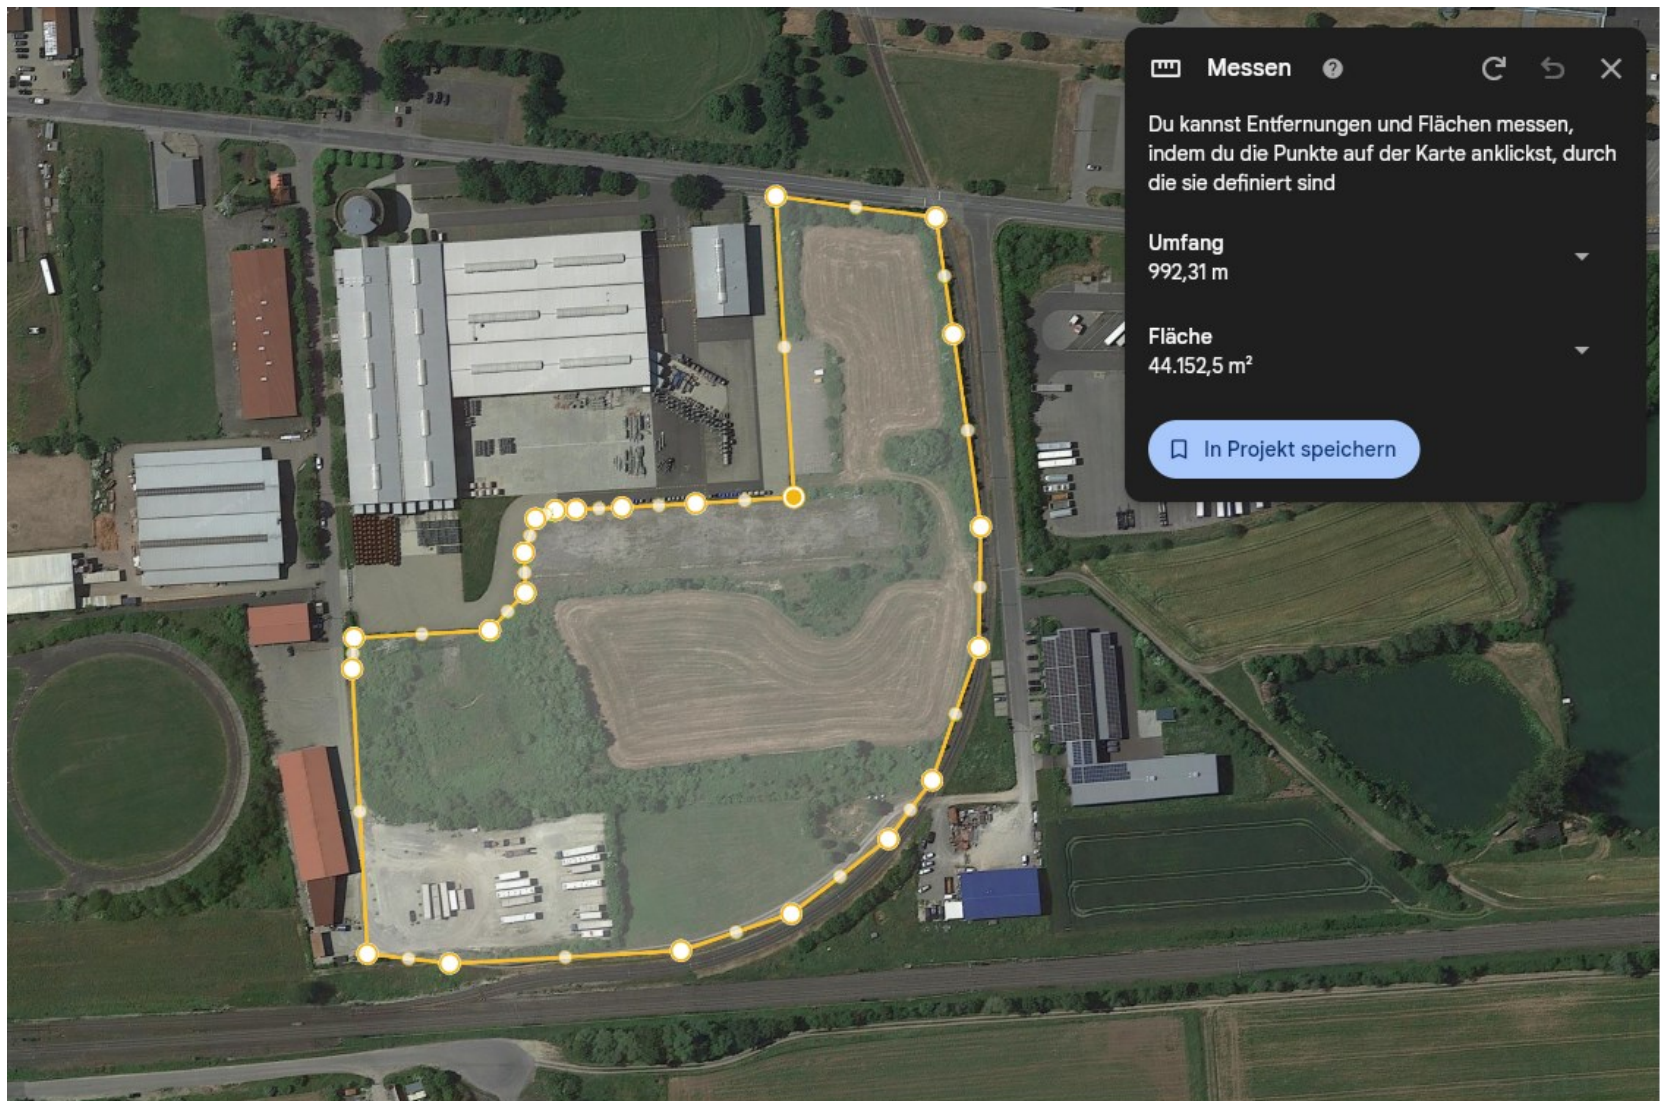 Messen
Du kannst Entfernungen und Flächen messen,
indem du die Punkte auf der Karte anklickst, durch
die sie definiert sind
Umfang
992,31 m
Fläche
44.152,5 m²
In Projekt speichern